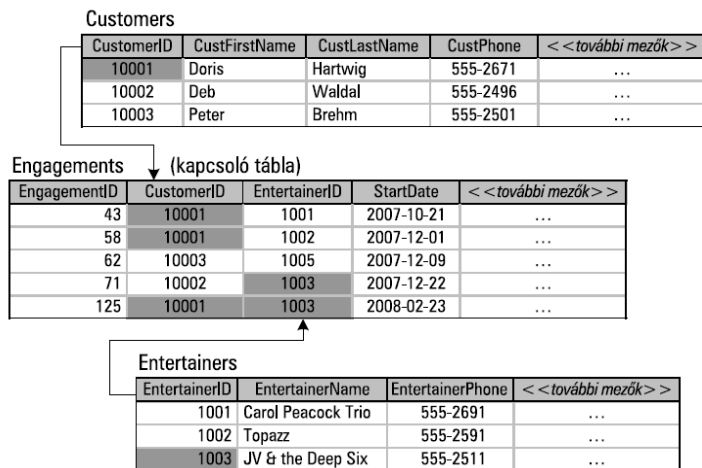 Customers
CustomerID CustFirstName CustLastName CustPhone <<további mezők>>
10001 Doris Hartwig 555-2671 ...
10002 Deb Waldal 555-2496 ...
10003 Peter Brehm 555-2501 ...
Engagements (kapcsoló tábla)
EngagementID CustomerID EntertainerID StartDate <<további mezők>>
43 10001 1001 2007-10-21 ...
58 10001 1002 2007-12-01 ...
62 10003 1005 2007-12-09 ...
71 10002 1003 2007-12-22 ...
125 10001 1003 2008-02-23 ...
Entertainers
EntertainerID EntertainerName EntertainerPhone <<további mezők>>
1001 Carol Peacock Trio 555-2691 ...
1002 Topazz 555-2591 ...
1003 JV & the Deep Six 555-2511 ...